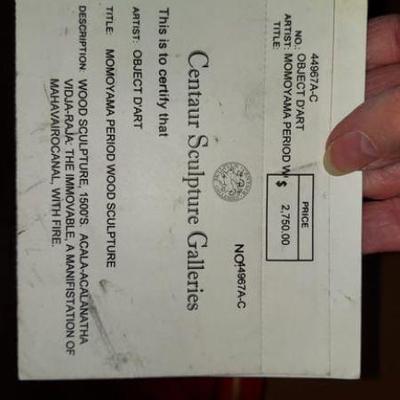 44967A-C
NO.: OBJECT D'ART
ARTIST: MOMOYAMA PERIOD W
TITLE:
PRICE
$ 2,750.00
NO44967A-C
Centaur Sculpture Galleries
This is to certify that
ARTIST: OBJECT D'ART
TITLE: MOMOYAMA PERIOD WOOD SCULPTURE
DESCRIPTION: WOOD SCULPTURE, 1500'S ACALA-ACALANATHA
VIDJA-RAJA: THE IMMOVABLE, A MANIFISTATION OF
MAHAVAIROCANAL, WITH FIRE.